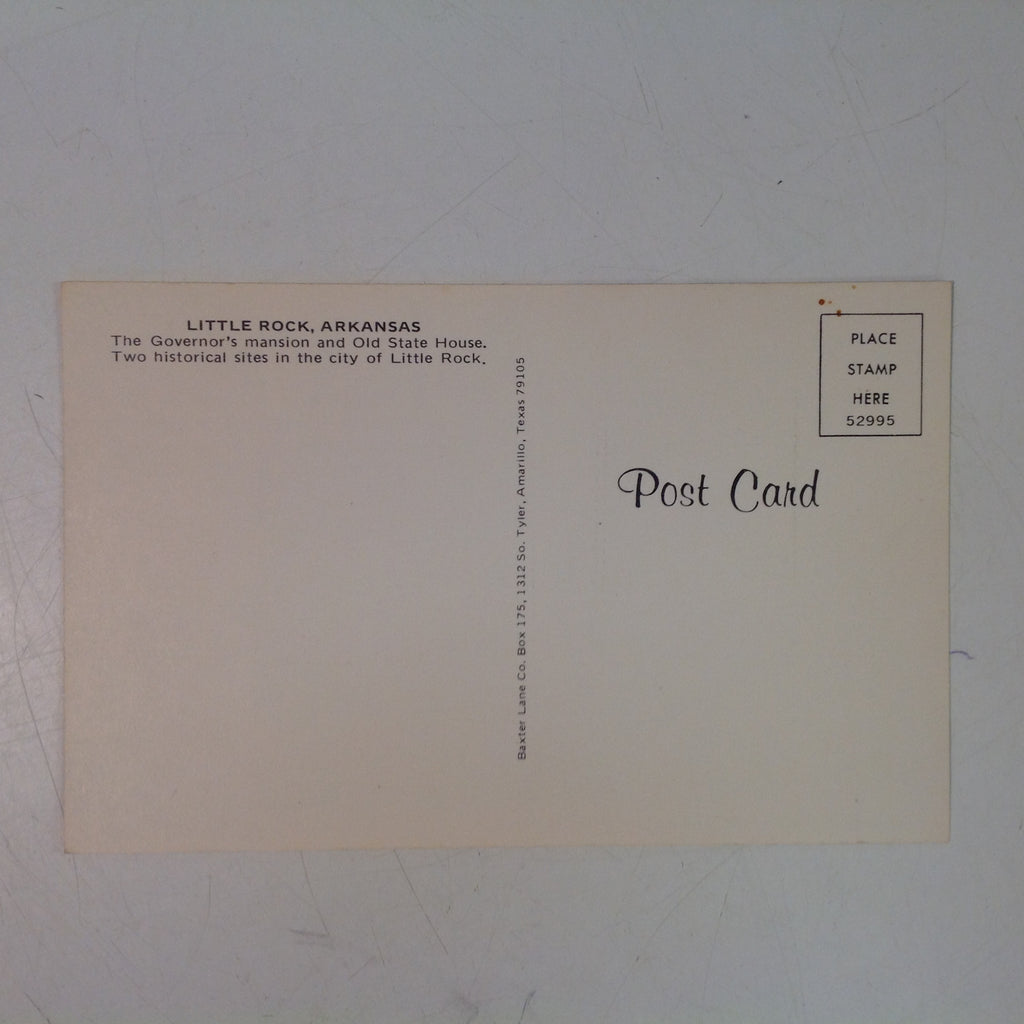 LITTLE ROCK, ARKANSAS
The Governor's mansion and Old State House.
Two historical sites in the city of Little Rock.
Baxter Lane Co. Box 175, 1312 So. Tyler, Amarillo, Texas 79105
PLACE
STAMP
HERE
52995
Post Card